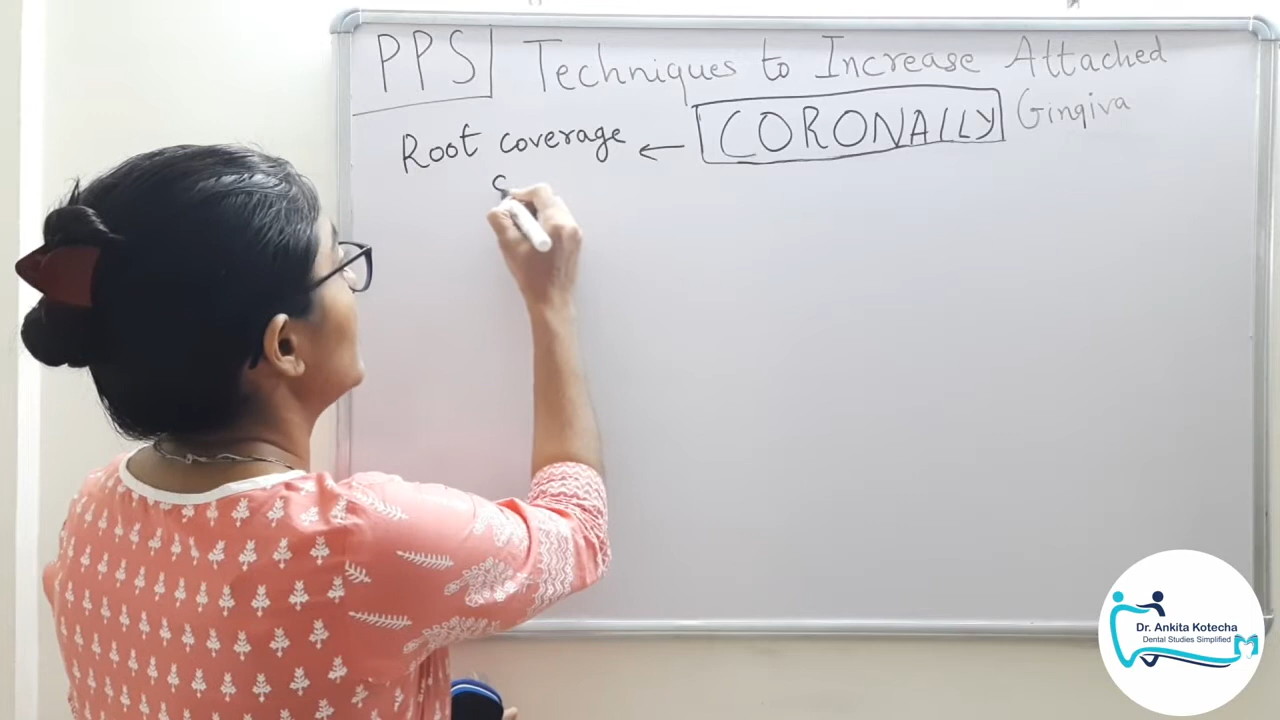 PPS Techniques to Increase Attached
CORONALLY Gingiva
Root coverage ←
S
Dr. Ankita Kotecha
Dental Studies Simplified